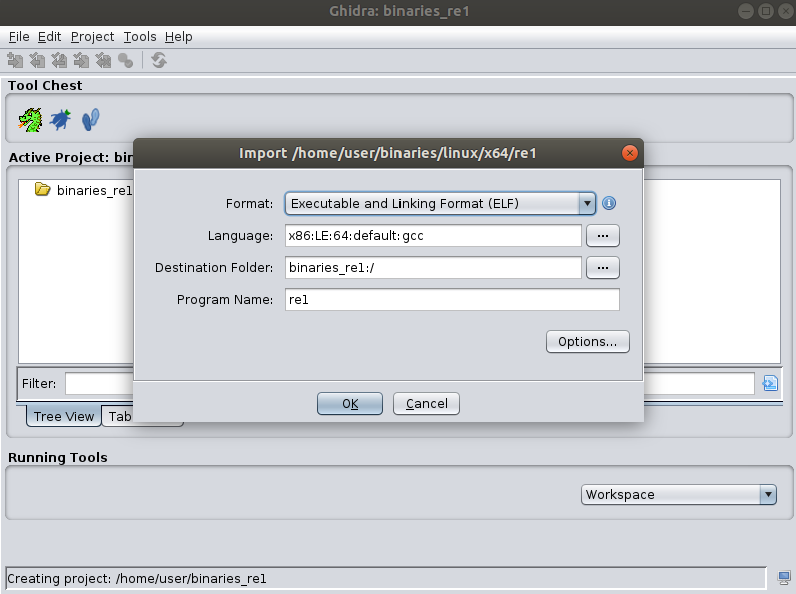 Ghidra: binaries_re1
File Edit Project Tools Help
Tool Chest
Active Project: bin
binaries_re1
Import /home/user/binaries/linux/x64/re1
Format: Executable and Linking Format (ELF)
Language: x86:LE:64:default:gcc ...
Destination Folder: binaries_re1:/ ...
Program Name: re1
Options...
OK Cancel
Filter:
Tree View Tab
Running Tools
Workspace
Creating project: /home/user/binaries_re1